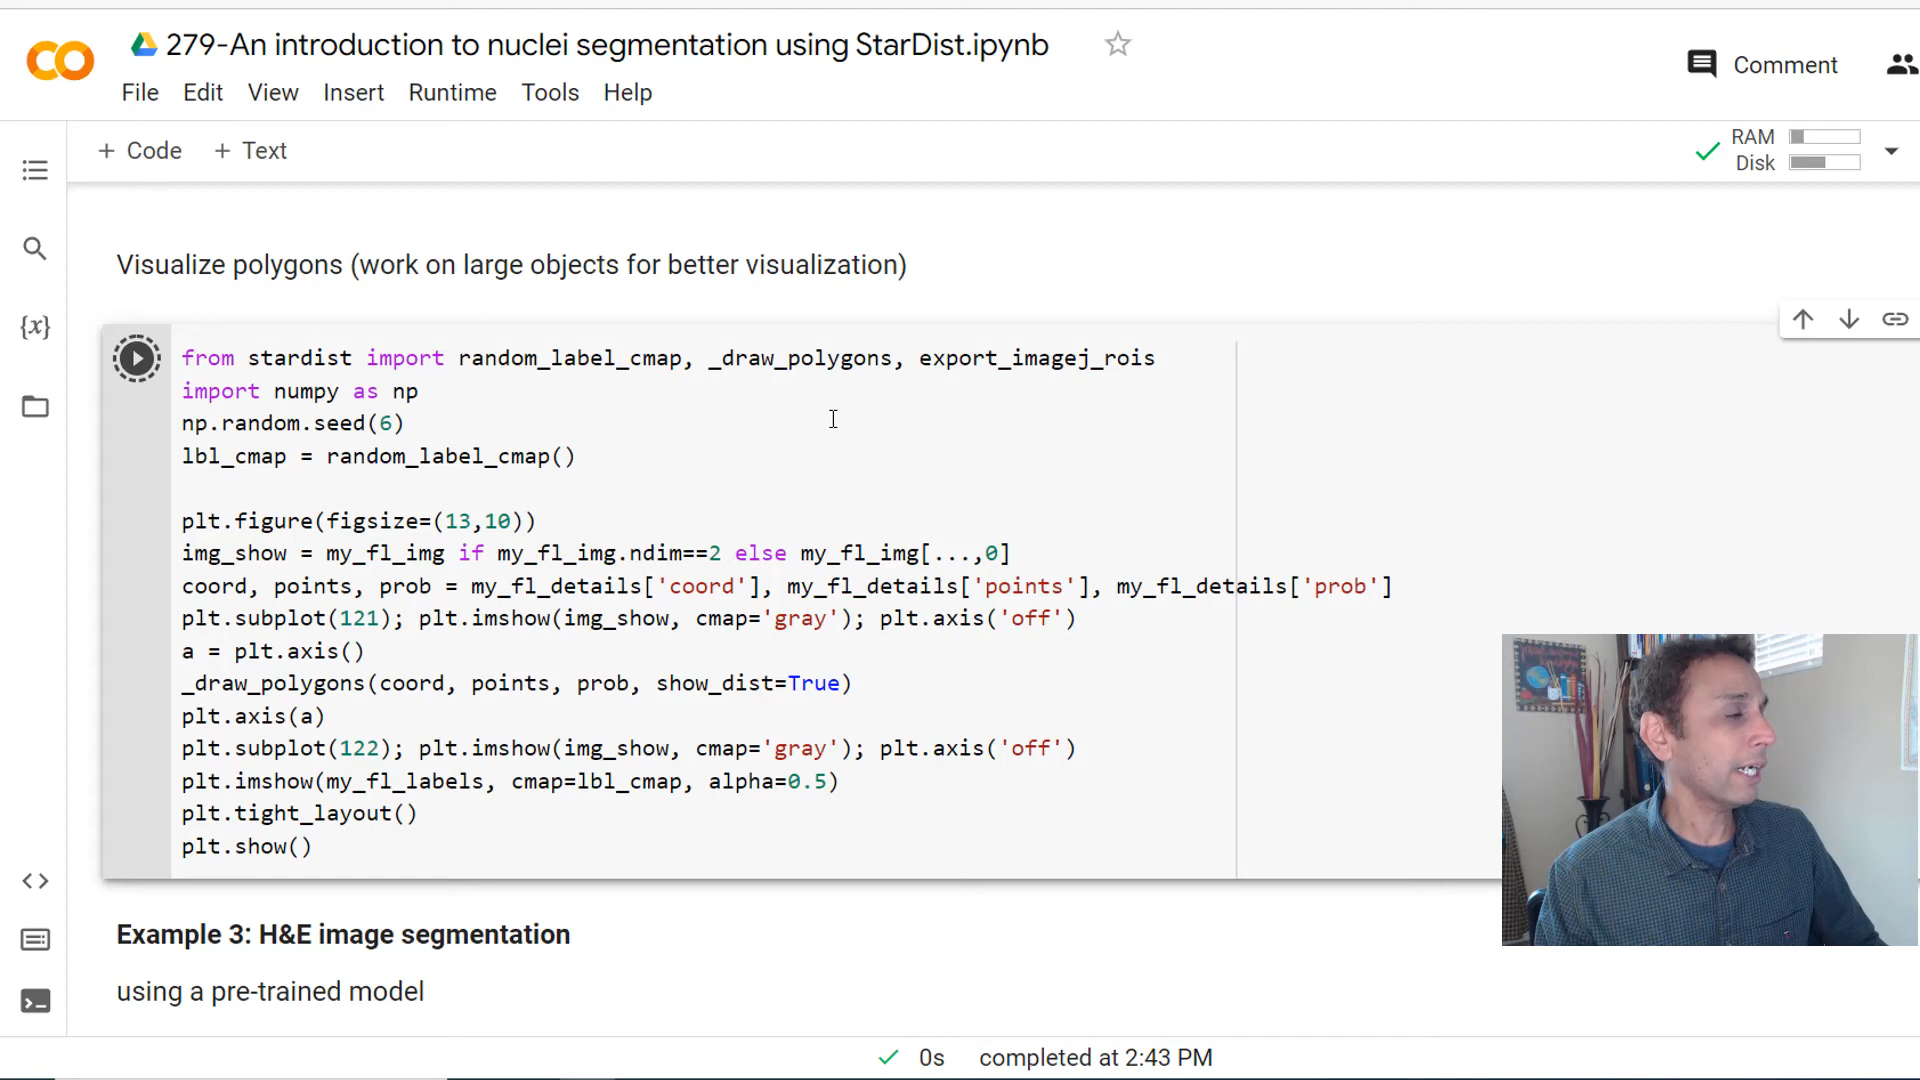 279-An introduction to nuclei segmentation using StarDist.ipynb
File Edit View Insert Runtime Tools Help
Comment
+ Code + Text
RAM
Disk
{x}
Visualize polygons (work on large objects for better visualization)
from stardist import random_label_cmap, _draw_polygons, export_imagej_rois
import numpy as np
np.random.seed(6)
lbl_cmap = random_label_cmap()
plt.figure(figsize=(13,10))
img_show = my_fl_img if my_fl_img.ndim==2 else my_fl_img[...,0]
coord, points, prob = my_fl_details['coord'], my_fl_details['points'], my_fl_details['prob']
plt.subplot(121); plt.imshow(img_show, cmap='gray'); plt.axis('off')
a = plt.axis()
_draw_polygons(coord, points, prob, show_dist=True)
plt.axis(a)
plt.subplot(122); plt.imshow(img_show, cmap='gray'); plt.axis('off')
plt.imshow(my_fl_labels, cmap=lbl_cmap, alpha=0.5)
plt.tight_layout()
plt.show()
Example 3: H&E image segmentation
using a pre-trained model
0s completed at 2:43 PM